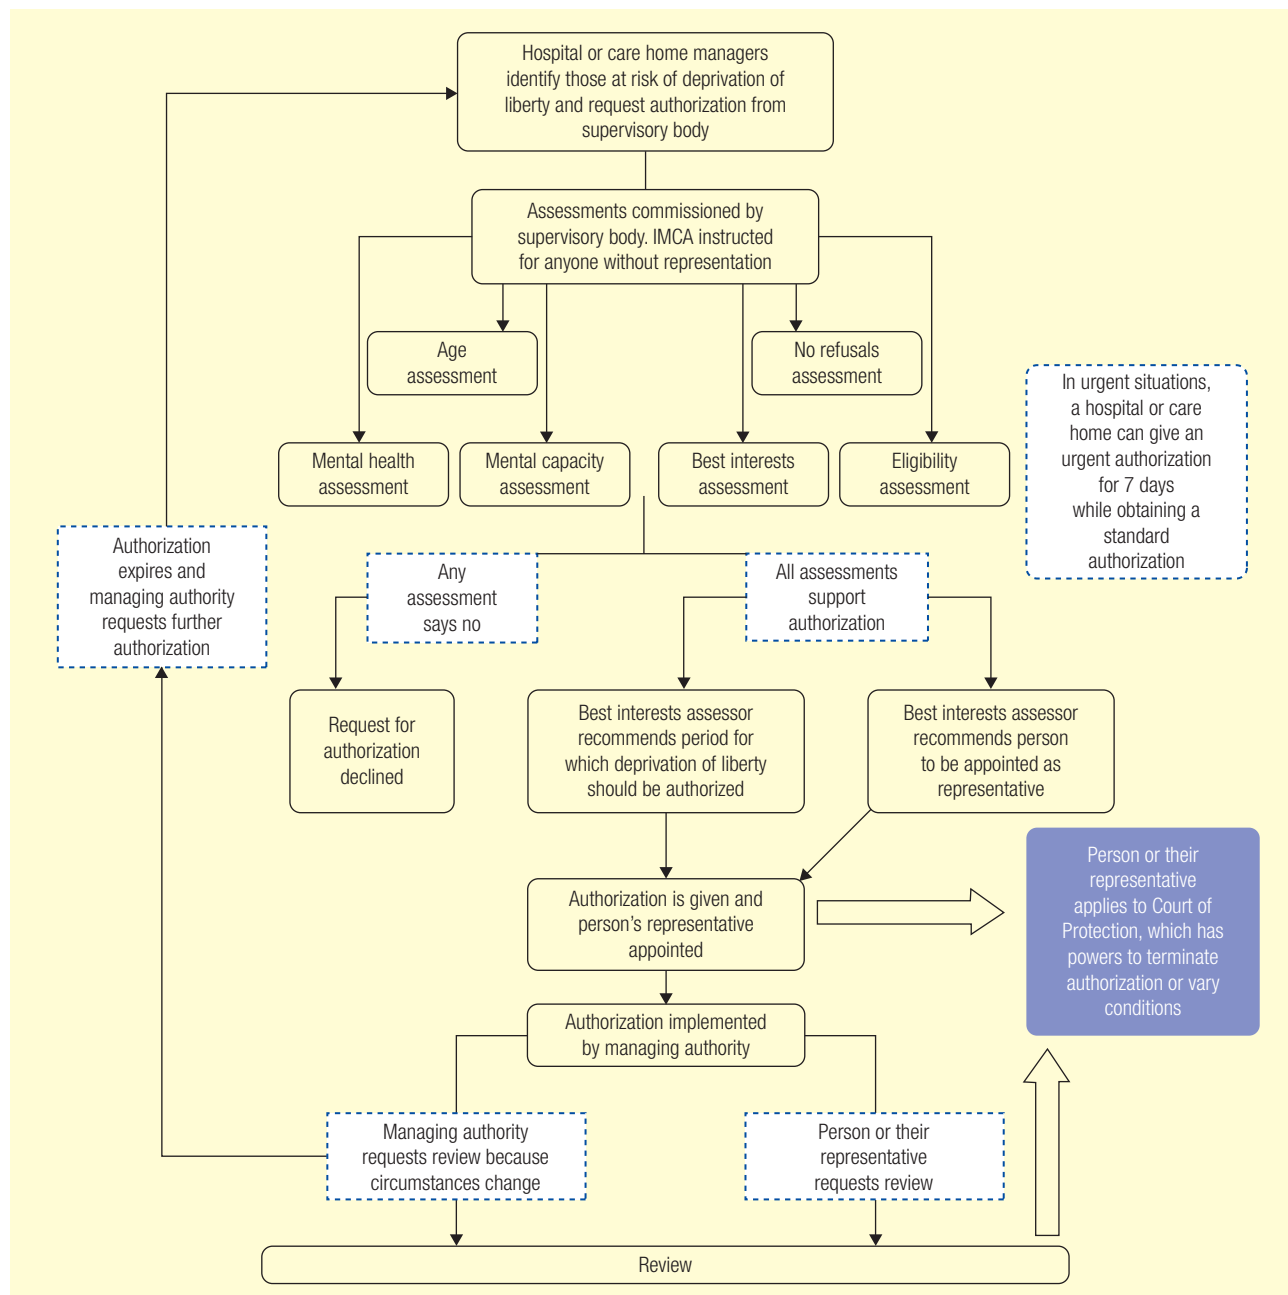 Hospital or care home managers
identify those at risk of deprivation of
liberty and request authorization from
supervisory body
Assessments commissioned by
supervisory body. IMCA instructed
for anyone without representation
Age
assessment
No refusals
assessment
Mental health
assessment
Mental capacity
assessment
Best interests
assessment
Eligibility
assessment
In urgent situations,
a hospital or care
home can give an
urgent authorization
for 7 days
while obtaining a
standard
authorization
Authorization
expires and
managing authority
requests further
authorization
Any
assessment
says no
All assessments
support
authorization
Request for
authorization
declined
Best interests assessor
recommends period for
which deprivation of liberty
should be authorized
Best interests assessor
recommends person
to be appointed as
representative
Authorization is given and
person’s representative
appointed
Person or their
representative
applies to Court of
Protection, which has
powers to terminate
authorization or vary
conditions
Authorization implemented
by managing authority
Managing authority
requests review because
circumstances change
Person or their
representative
requests review
Review